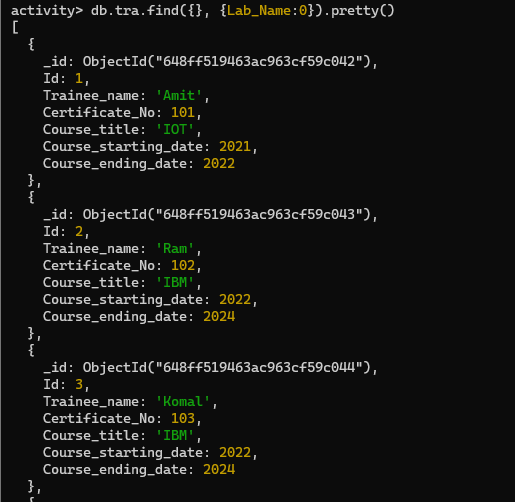 activity> db.tra.find({}, {Lab_Name:0}).pretty()
[
  {
    _id: ObjectId("648ff519463ac963cf59c042"),
    Id: 1,
    Trainee_name: 'Amit',
    Certificate_No: 101,
    Course_title: 'IOT',
    Course_starting_date: 2021,
    Course_ending_date: 2022
  },
  {
    _id: ObjectId("648ff519463ac963cf59c043"),
    Id: 2,
    Trainee_name: 'Ram',
    Certificate_No: 102,
    Course_title: 'IBM',
    Course_starting_date: 2022,
    Course_ending_date: 2024
  },
  {
    _id: ObjectId("648ff519463ac963cf59c044"),
    Id: 3,
    Trainee_name: 'Komal',
    Certificate_No: 103,
    Course_title: 'IBM',
    Course_starting_date: 2022,
    Course_ending_date: 2024
  },
  {